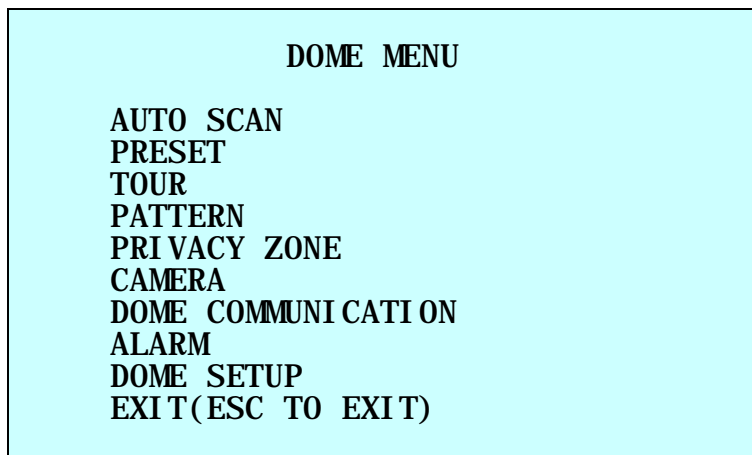 DOME MENU
AUTO SCAN
PRESET
TOUR
PATTERN
PRIVACY ZONE
CAMERA
DOME COMMUNICATION
ALARM
DOME SETUP
EXIT(ESC TO EXIT)